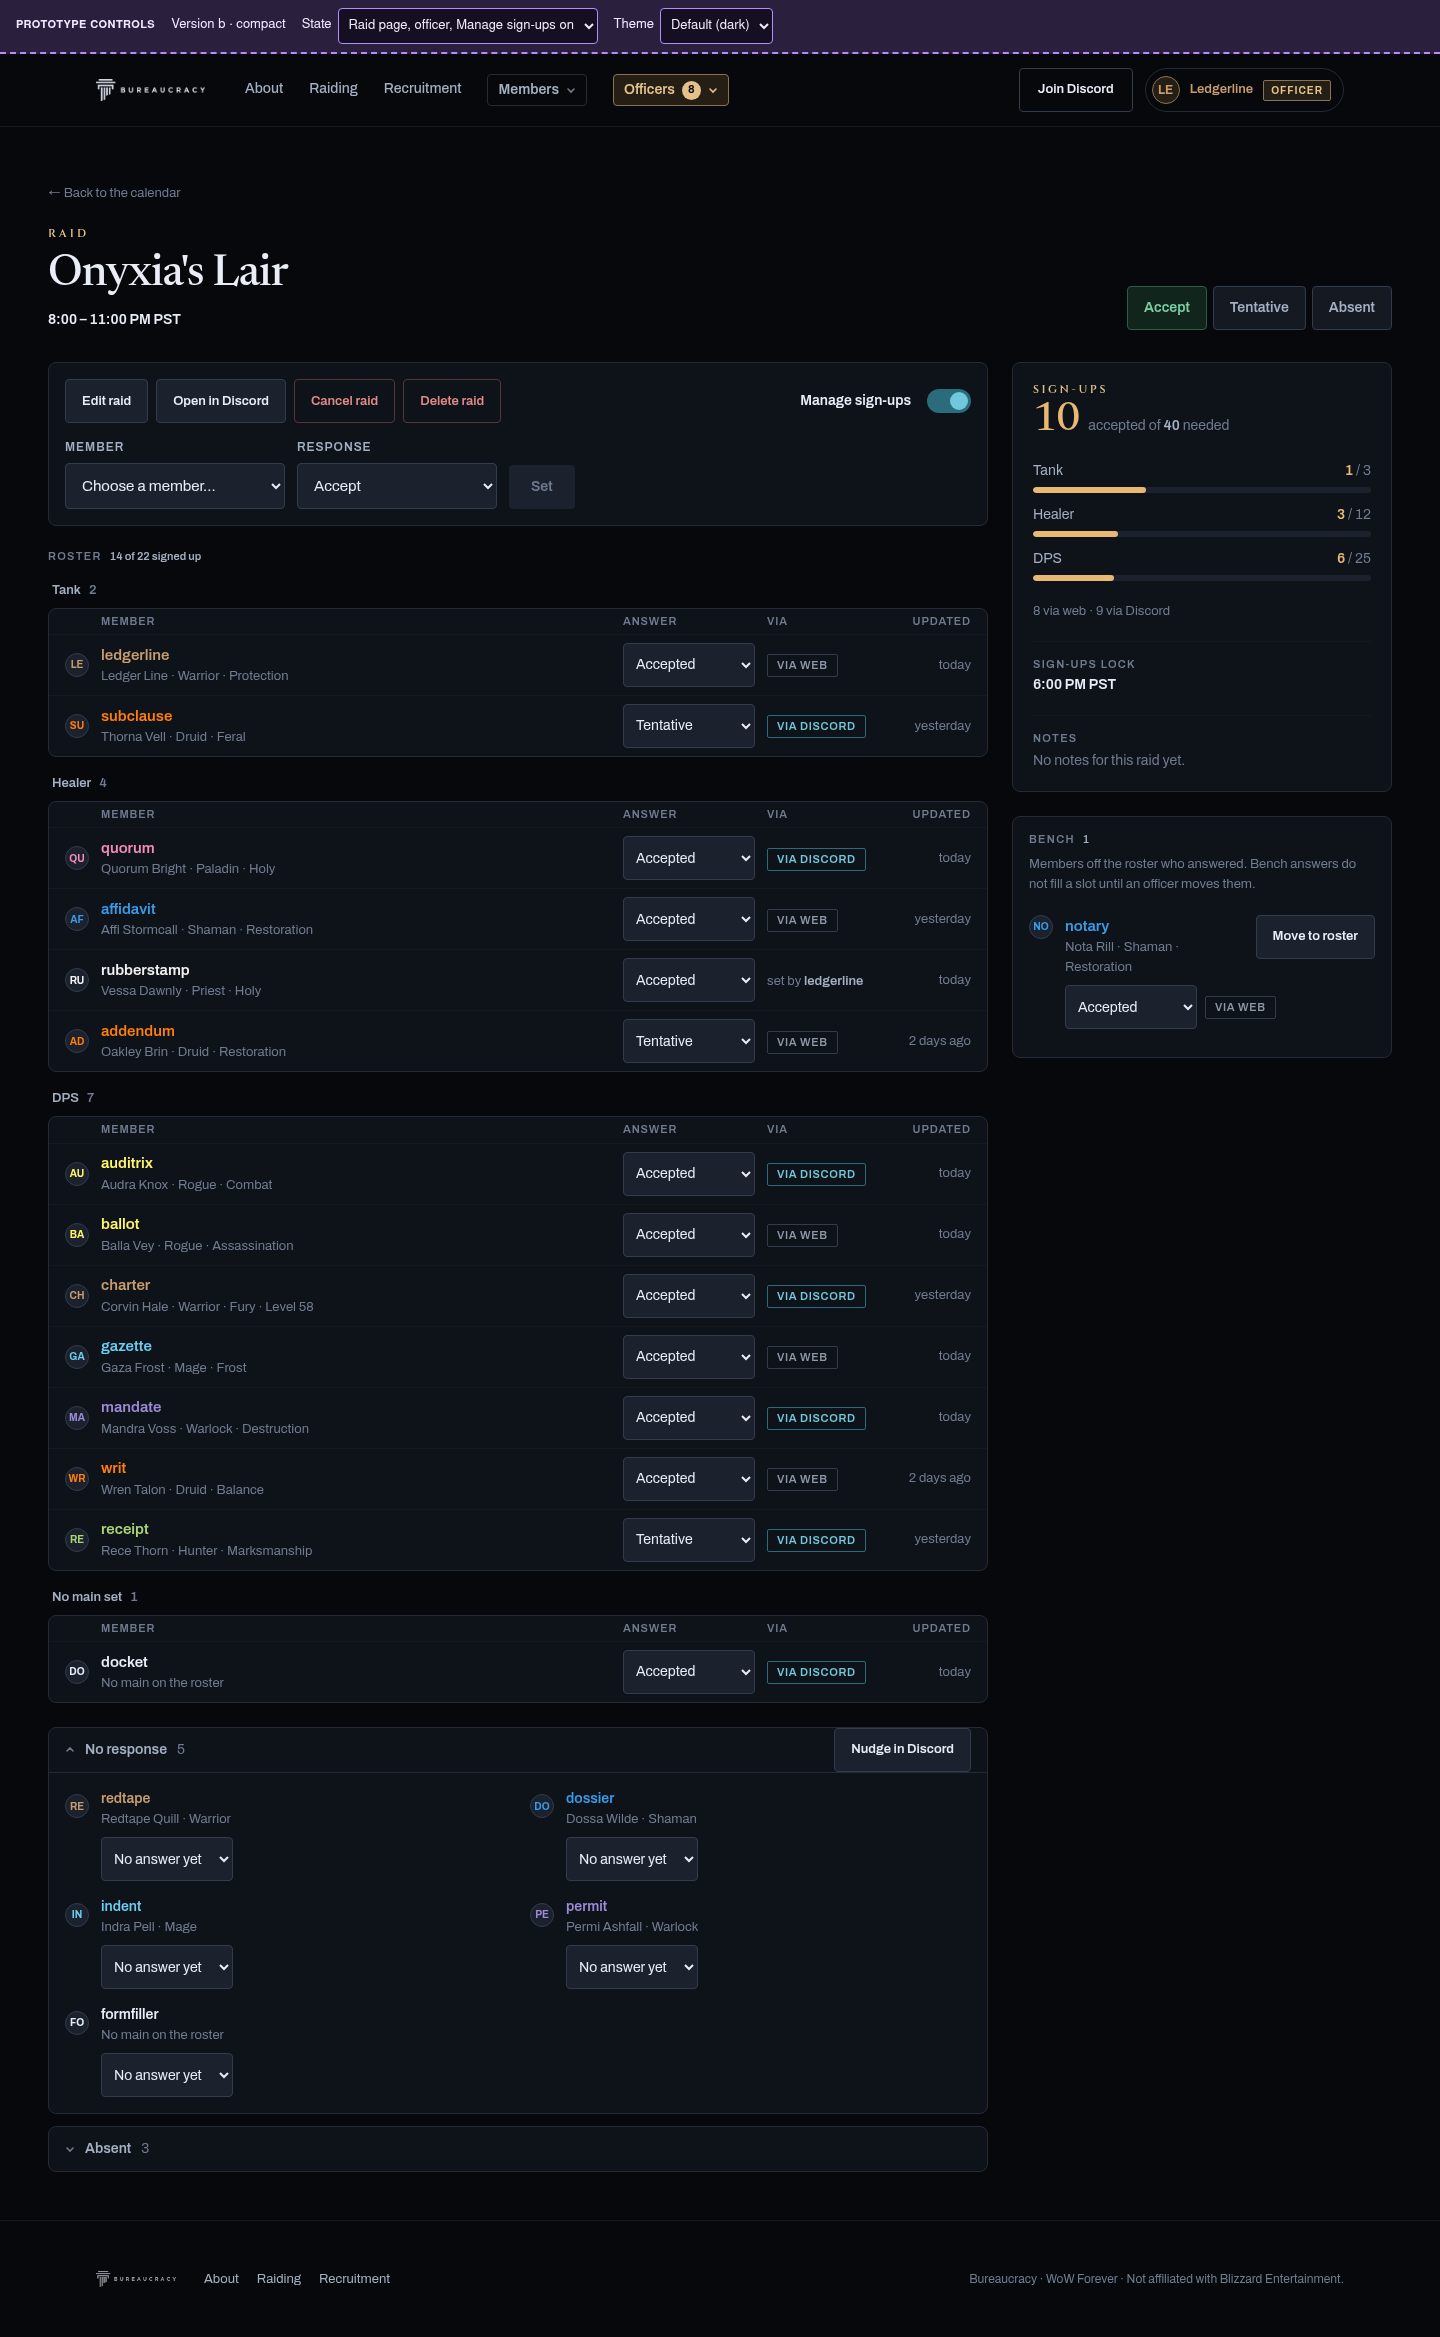 PROTOTYPE CONTROLS Version b · compact State Raid page, officer, Manage sign-ups on Theme Default (dark)
BUREAUCRACY About Raiding Recruitment Members Officers 8 Join Discord LE Ledgerline OFFICER
← Back to the calendar
RAID
Onyxia's Lair
8:00 – 11:00 PM PST
Accept Tentative Absent
Edit raid Open in Discord Cancel raid Delete raid Manage sign-ups
MEMBER RESPONSE
Choose a member... Accept Set
SIGN-UPS
10 accepted of 40 needed
Tank 1 / 3
Healer 3 / 12
DPS 6 / 25
8 via web · 9 via Discord
SIGN-UPS LOCK
6:00 PM PST
NOTES
No notes for this raid yet.
BENCH 1
Members off the roster who answered. Bench answers do
not fill a slot until an officer moves them.
NO notary Move to roster
Nota Rill · Shaman ·
Restoration
Accepted VIA WEB
ROSTER 14 of 22 signed up
Tank 2
MEMBER ANSWER VIA UPDATED
LE ledgerline Accepted VIA WEB today
Ledger Line · Warrior · Protection
SU subclause Tentative VIA DISCORD yesterday
Thorna Vell · Druid · Feral
Healer 4
MEMBER ANSWER VIA UPDATED
QU quorum Accepted VIA DISCORD today
Quorum Bright · Paladin · Holy
AF affidavit Accepted VIA WEB yesterday
Affi Stormcall · Shaman · Restoration
RU rubberstamp Accepted set by ledgerline today
Vessa Dawnly · Priest · Holy
AD addendum Tentative VIA WEB 2 days ago
Oakley Brin · Druid · Restoration
DPS 7
MEMBER ANSWER VIA UPDATED
AU auditrix Accepted VIA DISCORD today
Audra Knox · Rogue · Combat
BA ballot Accepted VIA WEB today
Balla Vey · Rogue · Assassination
CH charter Accepted VIA DISCORD yesterday
Corvin Hale · Warrior · Fury · Level 58
GA gazette Accepted VIA WEB today
Gaza Frost · Mage · Frost
MA mandate Accepted VIA DISCORD today
Mandra Voss · Warlock · Destruction
WR writ Accepted VIA WEB 2 days ago
Wren Talon · Druid · Balance
RE receipt Tentative VIA DISCORD yesterday
Rece Thorn · Hunter · Marksmanship
No main set 1
MEMBER ANSWER VIA UPDATED
DO docket Accepted VIA DISCORD today
No main on the roster
No response 5 Nudge in Discord
RE redtape DO dossier
Redtape Quill · Warrior Dossa Wilde · Shaman
No answer yet No answer yet
IN indent PE permit
Indra Pell · Mage Permi Ashfall · Warlock
No answer yet No answer yet
FO formfiller
No main on the roster
No answer yet
Absent 3
BUREAUCRACY About Raiding Recruitment Bureaucracy · WoW Forever · Not affiliated with Blizzard Entertainment.